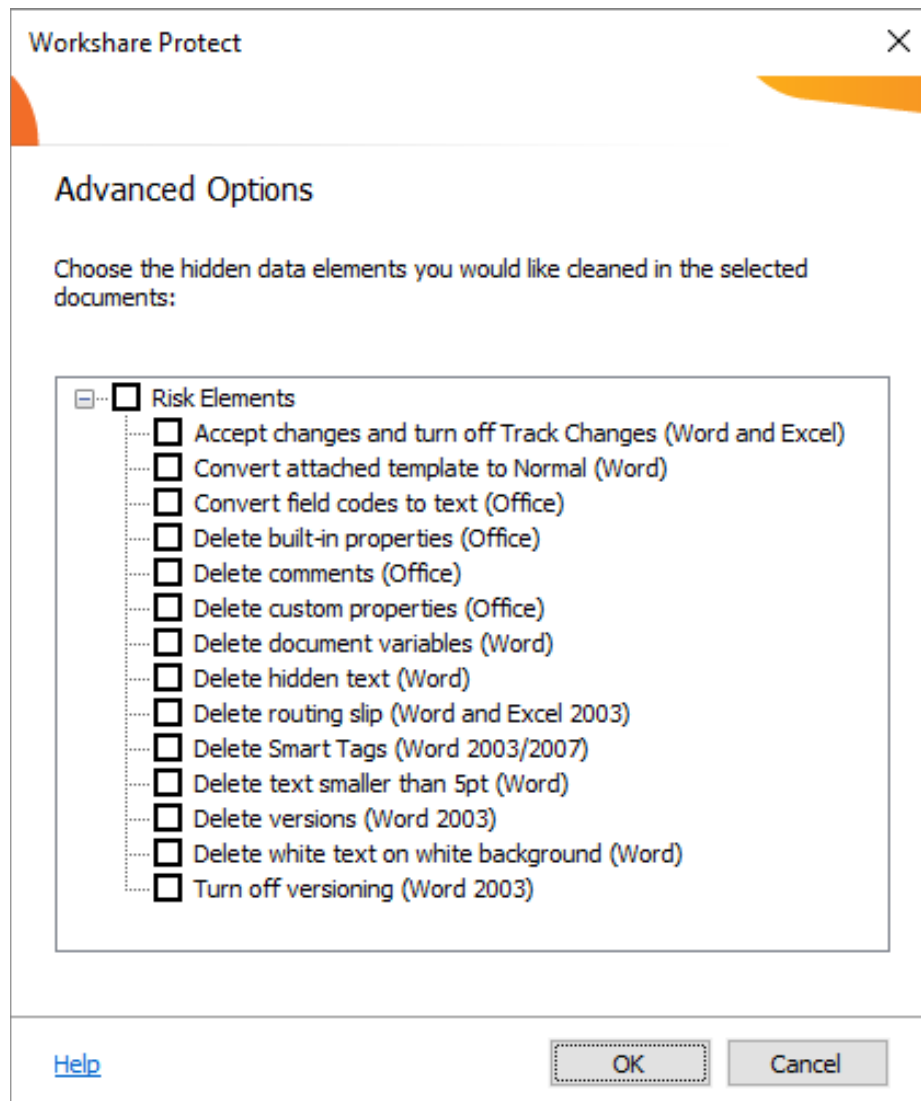 Workshare Protect
Advanced Options
Choose the hidden data elements you would like cleaned in the selected
documents:
Risk Elements
Accept changes and turn off Track Changes (Word and Excel)
Convert attached template to Normal (Word)
Convert field codes to text (Office)
Delete built-in properties (Office)
Delete comments (Office)
Delete custom properties (Office)
Delete document variables (Word)
Delete hidden text (Word)
Delete routing slip (Word and Excel 2003)
Delete Smart Tags (Word 2003/2007)
Delete text smaller than 5pt (Word)
Delete versions (Word 2003)
Delete white text on white background (Word)
Turn off versioning (Word 2003)
Help
OK
Cancel